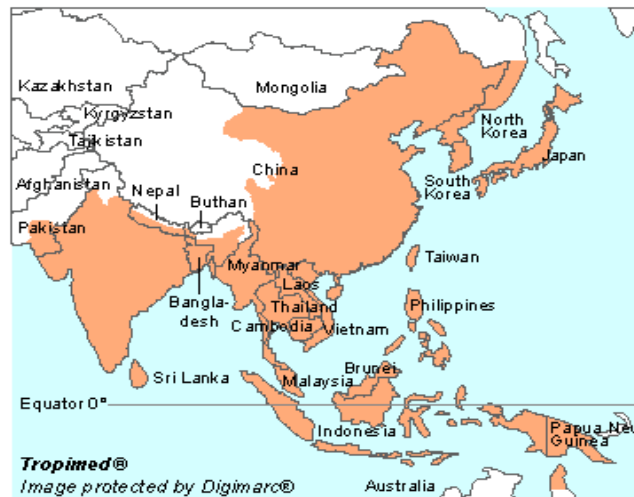 Kazakhstan
Mongolia
Kyrgyzstan
Tajikistan
Afghanistan
Pakistan
Nepal
Buthan
China
North
Korea
South
Korea
Japan
Taiwan
Myanmar
Laos
Bangla-
desh
Thailand
Cambodia
Vietnam
Philippines
Sri Lanka
Malaysia
Brunei
Equator 0°
Indonesia
Papua New
Guinea
Tropimed®
Image protected by Digimarc®
Australia